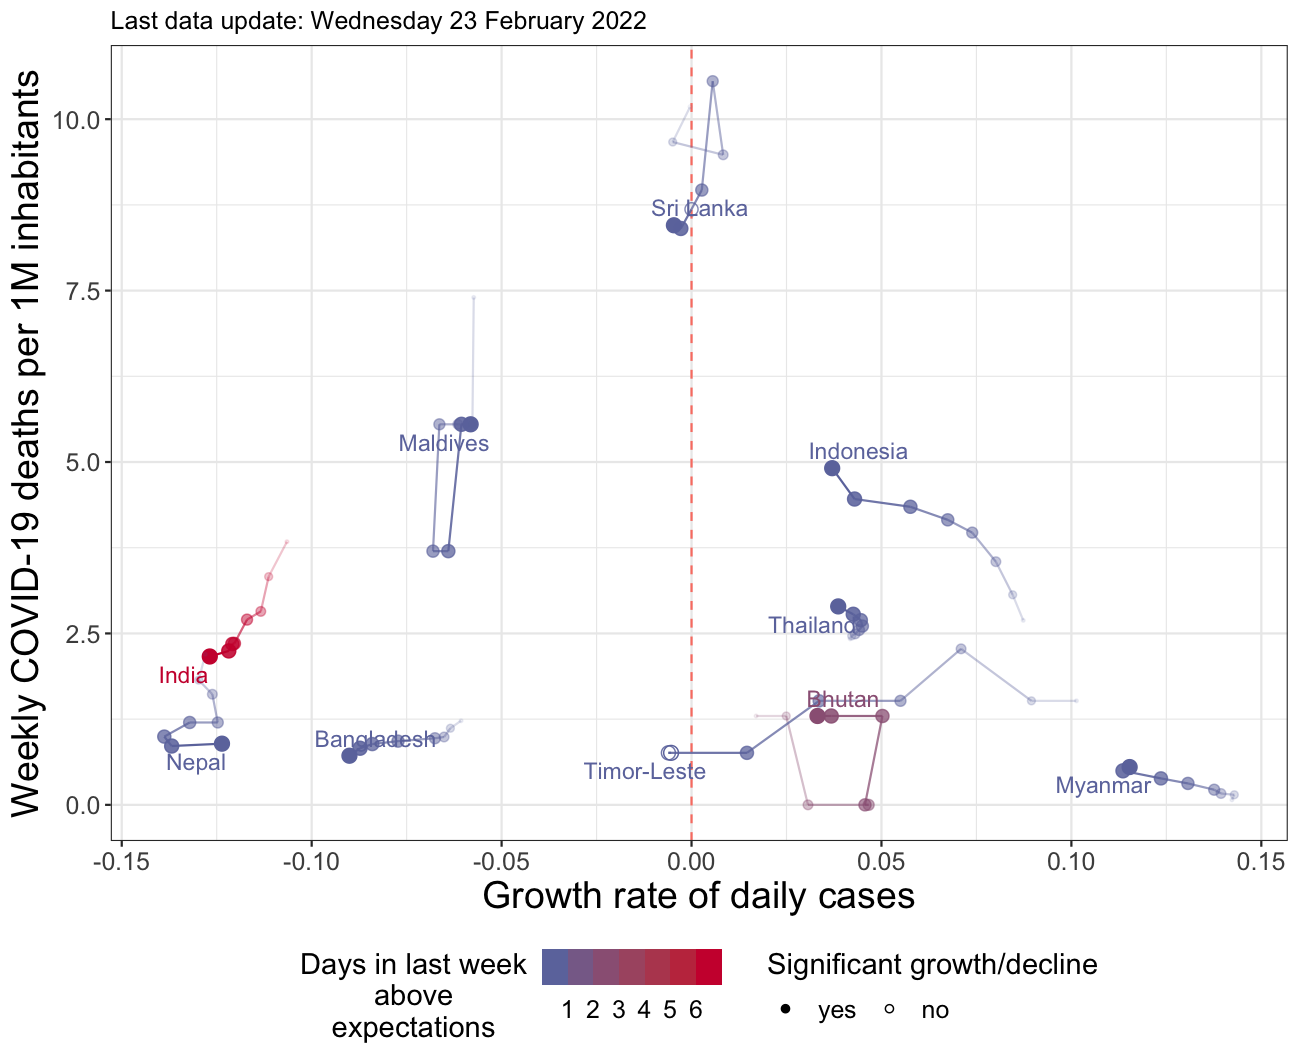 Last data update: Wednesday 23 February 2022
Weekly COVID-19 deaths per 1M inhabitants
10.0
7.5
5.0
2.5
0.0
Sri Lanka
Maldives
Indonesia
Thailand
India
Bhutan
Bangladesh
Nepal
Timor-Leste
Myanmar
-0.15 -0.10 -0.05 0.00 0.05 0.10 0.15
Growth rate of daily cases
Days in last week
above
expectations
1 2 3 4 5 6
Significant growth/decline
yes no